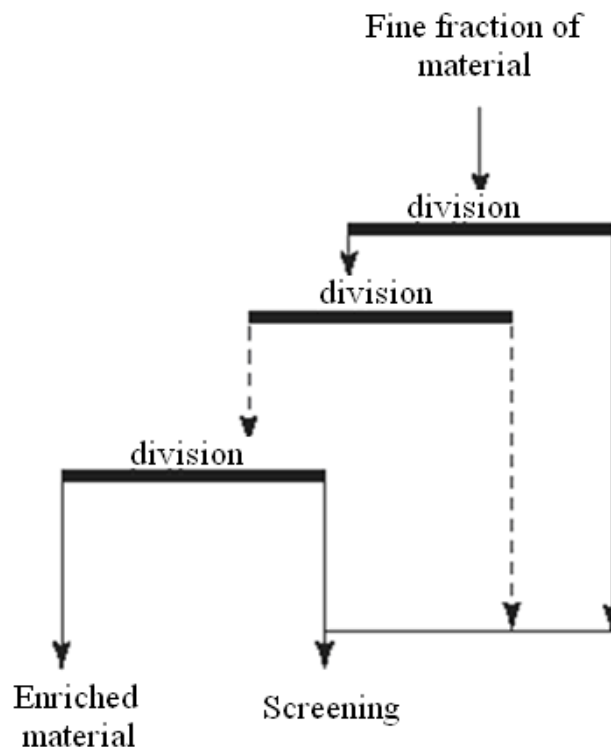 Fine fraction of
material
division
division
division
Enriched
material
Screening